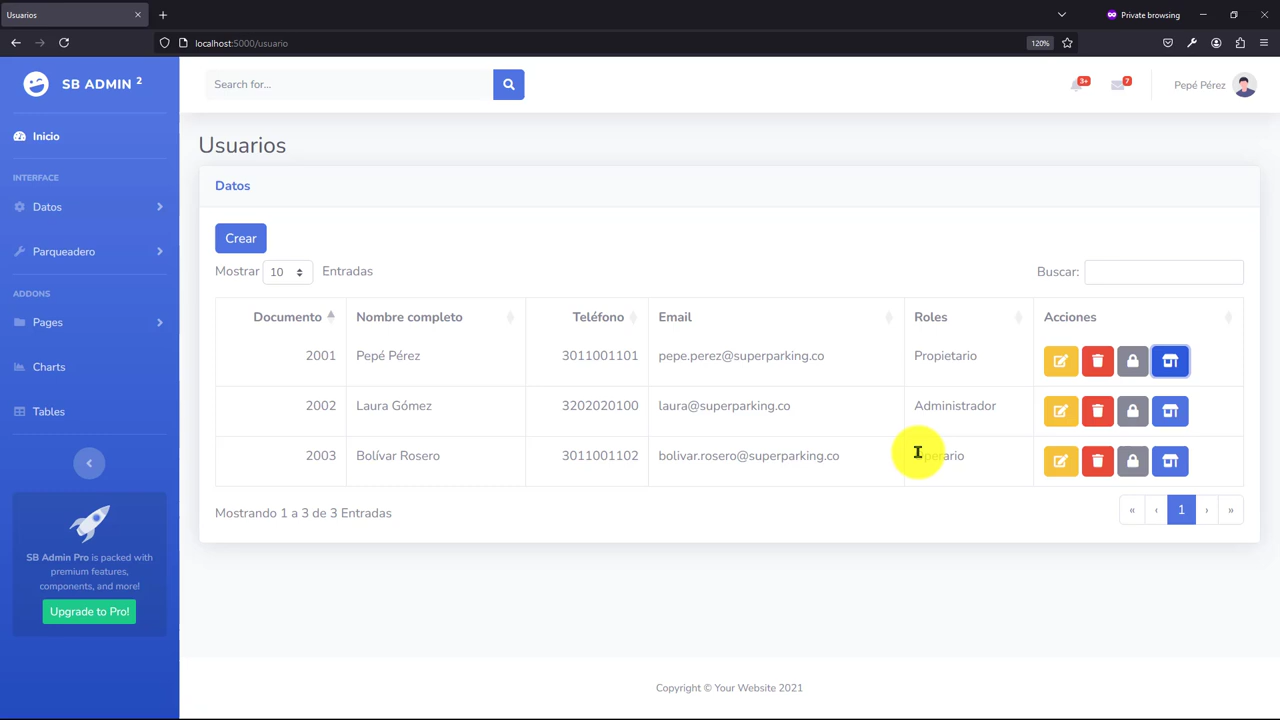 Usuarios
Private browsing
localhost:5000/usuario
120%
SB ADMIN 2
Search for...
3+
7
Pepé Pérez
Inicio
INTERFACE
Datos
Parqueadero
ADDONS
Pages
Charts
Tables
SB Admin Pro is packed with
premium features,
components, and more!
Upgrade to Pro!
Usuarios
Datos
Crear
Mostrar 10 Entradas
Buscar:
Documento Nombre completo Teléfono Email Roles Acciones
2001 Pepé Pérez 3011001101 pepe.perez@superparking.co Propietario
2002 Laura Gómez 3202020100 laura@superparking.co Administrador
2003 Bolívar Rosero 3011001102 bolivar.rosero@superparking.co
Mostrando 1 a 3 de 3 Entradas
« ‹ 1 › »
Copyright © Your Website 2021